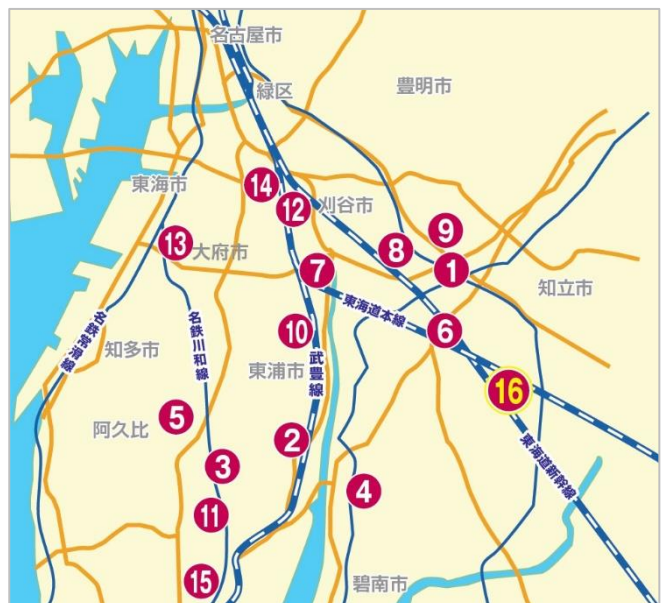 名古屋市
緑区
豊明市
東海市
14
12
刈谷市
9
13
大府市
8
7
1
知立市
東海道本線
名鉄常滑線
名鉄川和線
10
6
知多市
武豊線
東浦市
16
5
阿久比
2
東海道新幹線
3
4
11
15
碧南市